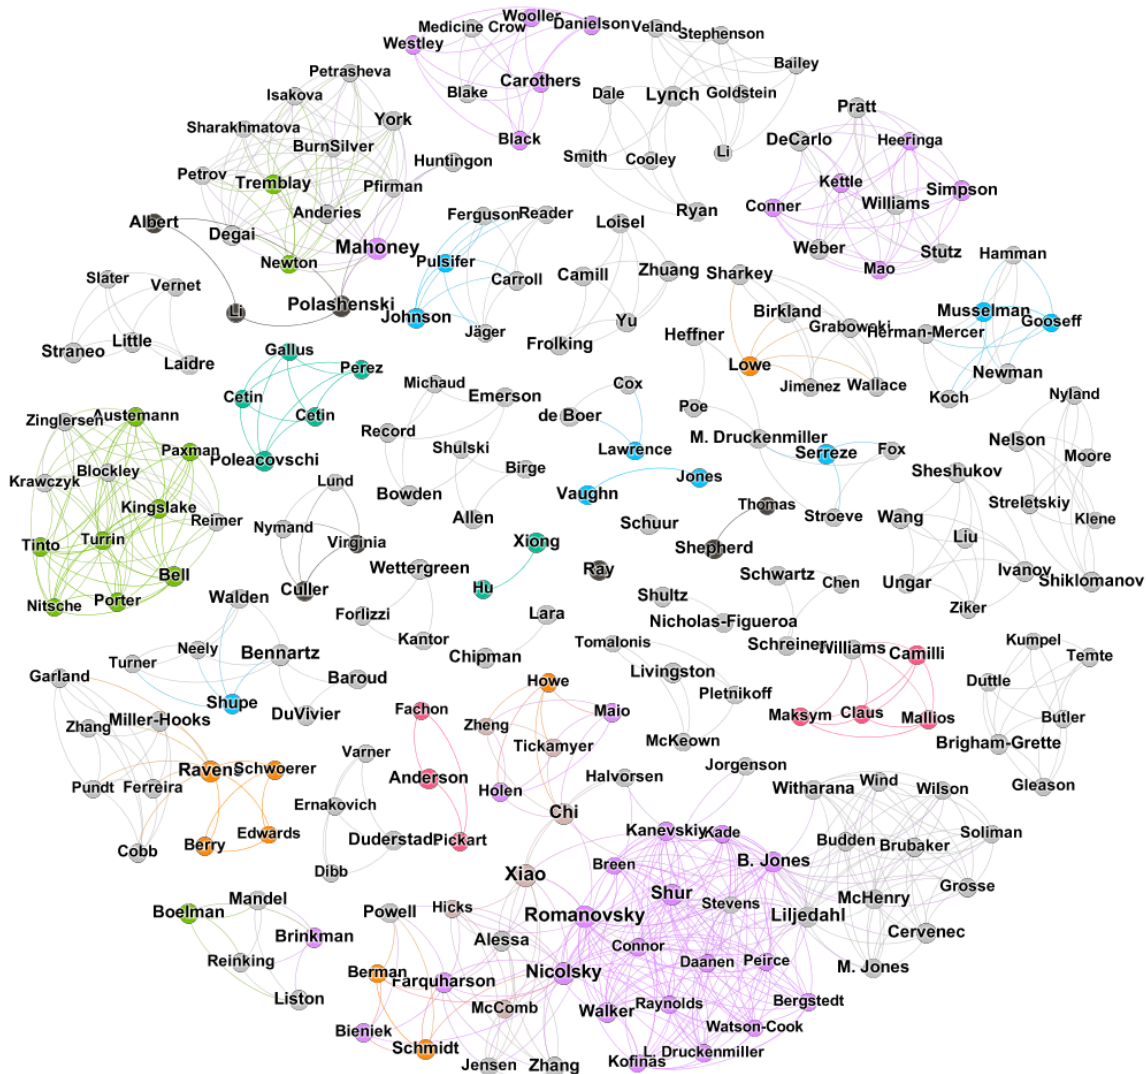 Wooller
Medicine Crow
Danielson
Westley
Veland
Stephenson
Petrasheva
Bailey
Carothers
Isakova
Blake
Dale
Lynch
Goldstein
Pratt
York
Sharakhmatova
Black
DeCarlo
Heeringa
BurnSilver
Huntingon
Smith
Cooley
Li
Petrov
Tremblay
Pfirman
Kettle
Simpson
Williams
Conner
Albert
Anderies
Ferguson
Reader
Loisel
Ryan
Degai
Mahoney
Weber
Stutz
Hamman
Newton
Pulsifer
Mao
Slater
Vernet
Carroll
Camill
Zhuang
Sharkey
Li
Polashenski
Johnson
Birkland
Musselman
Gooseff
Jäger
Yu
Heffner
Grabowski
Herman-Mercer
Straneo
Little
Laidre
Gallus
Perez
Frolking
Lowe
Newman
Cetin
Michaud
Emerson
Cox
Jimenez
Wallace
Koch
Nyland
Zinglersen
Austemann
Cetin
de Boer
Poe
Record
M. Druckenmiller
Nelson
Paxman
Shulski
Lawrence
Serreze
Fox
Moore
Krawczyk
Blockley
Poleacovschi
Birge
Sheshukov
Lund
Vaughn
Jones
Streletskiy
Kingslake
Bowden
Thomas
Stroeve
Klene
Reimer
Nymand
Allen
Schuur
Wang
Tinto
Turrin
Virginia
Xiong
Shepherd
Liu
Bell
Culler
Wettergreen
Ray
Schwartz
Chen
Ungar
Ivanov
Shiklomanov
Nitsche
Porter
Hu
Shultz
Ziker
Walden
Forlizzi
Lara
Nicholas-Figueroa
Neely
Bennartz
Kantor
Tomalonis
Schreiner
Williams
Camilli
Kumpel
Temte
Turner
Chipman
Livingston
Garland
Baroud
Howe
Duttle
Shupe
DuVivier
Fachon
Maio
Pletnikoff
Maksym
Claus
Mallios
Butler
Zhang
Miller-Hooks
Zheng
Tickamyer
McKeown
Brigham-Grette
Varner
Ravens
Schwoerer
Anderson
Halvorsen
Jorgenson
Gleason
Pundt
Ferreira
Holen
Witharana
Wind
Wilson
Ernakovich
Chi
Edwards
Berry
Duderstad
Pickart
Kanevskiy
Kade
Budden
Soliman
Cobb
Brubaker
Dibb
Breen
B. Jones
Xiao
Shur
Grosse
Mandel
Stevens
McHenry
Boelman
Powell
Hicks
Romanovsky
Liljedahl
Brinkman
Alessa
Cervenec
Connor
Reinking
Daanen
Peirce
M. Jones
Berman
Farquharson
Nicolsky
Liston
Raynolds
Bergstedt
McComb
Walker
Bieniek
Watson-Cook
Schmidt
L. Druckenmiller
Jensen
Zhang
Kofinas